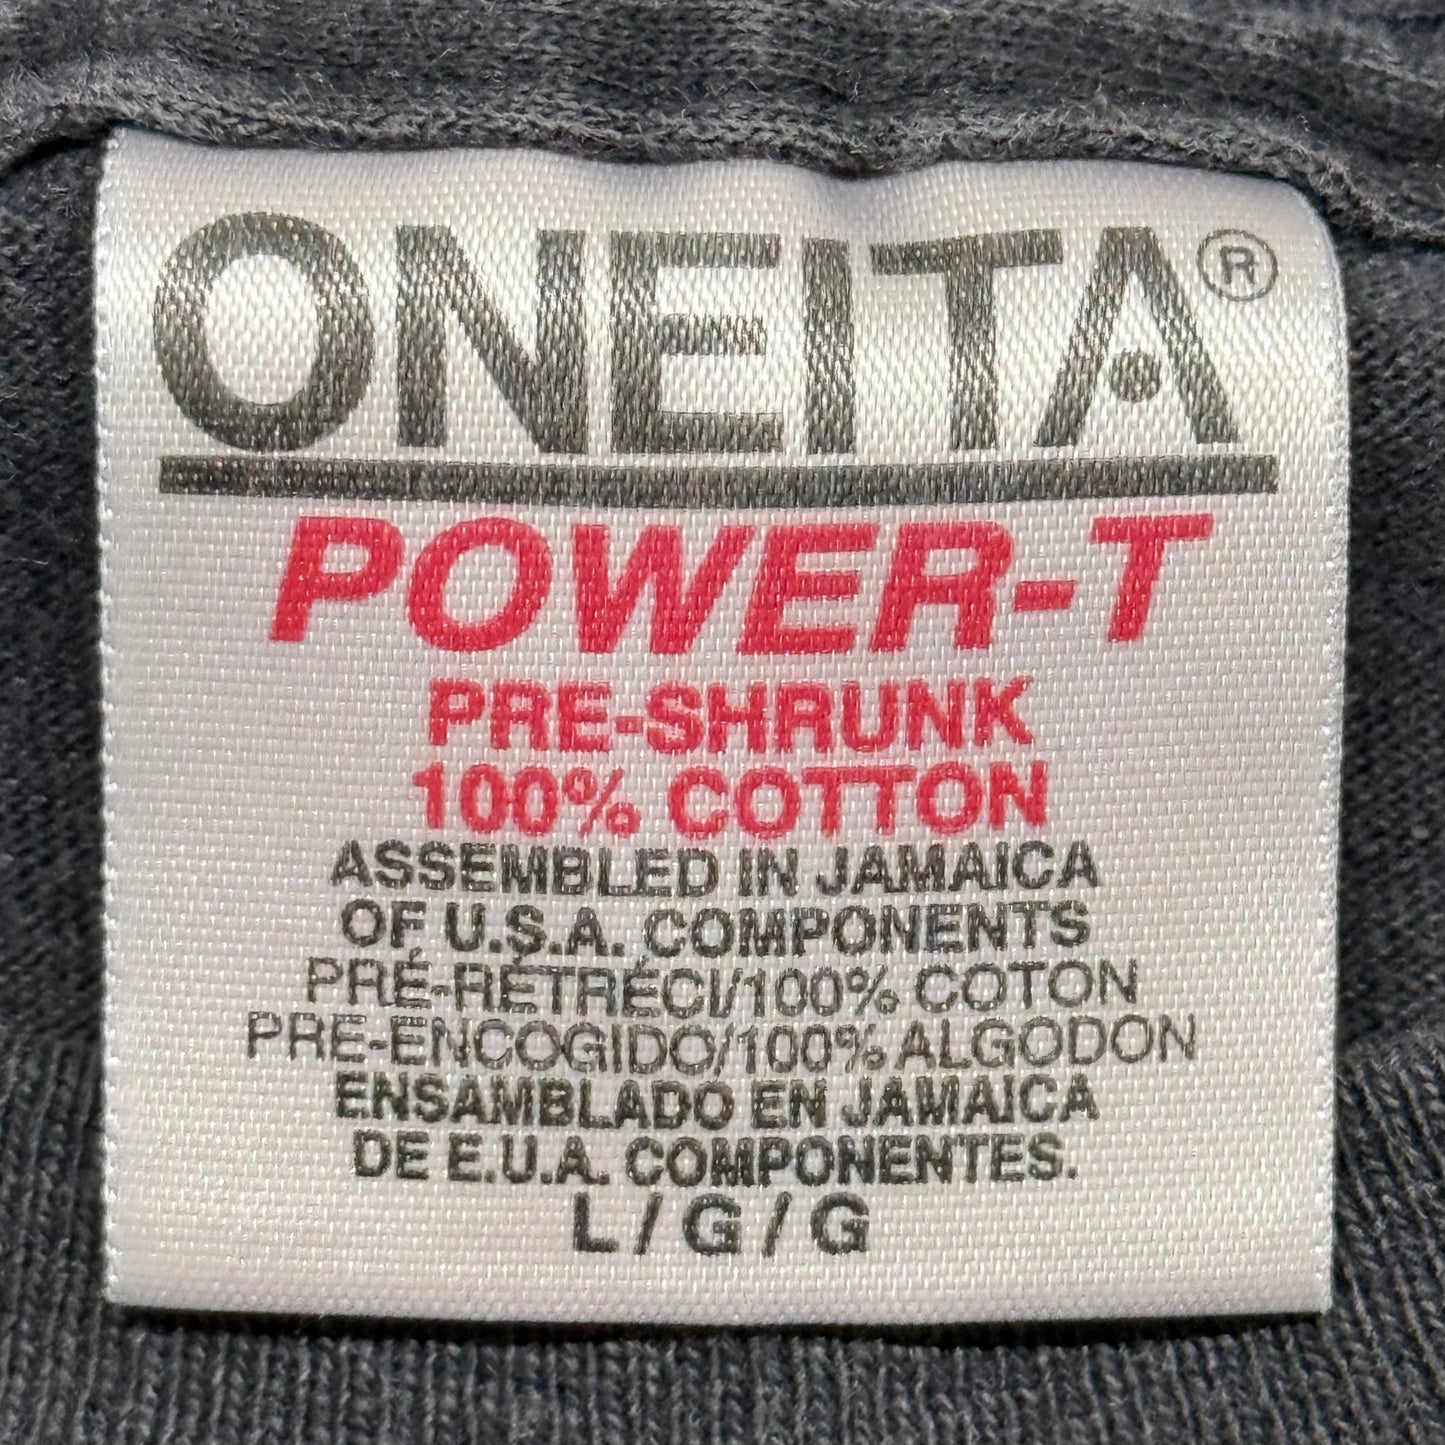 ONEITA®
POWER-T
PRE-SHRUNK
100% COTTON
ASSEMBLED IN JAMAICA
OF U.S.A. COMPONENTS
PRÉ-RÉTRÉCI/100% COTON
PRE-ENCOGIDO/100% ALGODON
ENSAMBLADO EN JAMAICA
DE E.U.A. COMPONENTES.
L/G/G